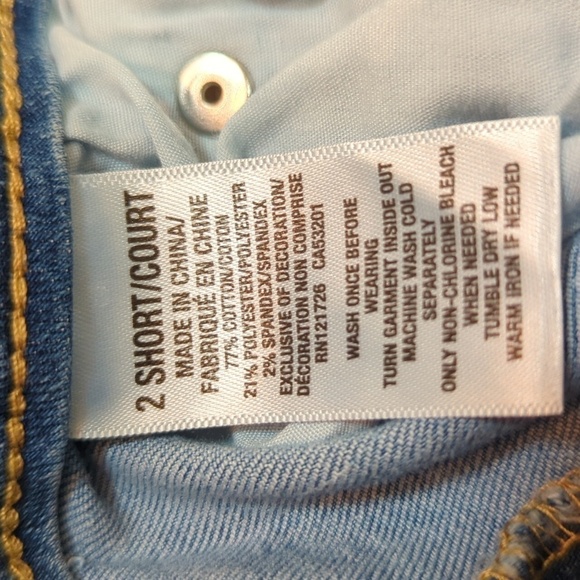 2 SHORT/COURT
MADE IN CHINA/
FABRIQUÉ EN CHINE
77% COTTON/COTON
21% POLYESTER/POLYESTER
2% SPANDEX/SPANDEX
EXCLUSIVE OF DECORATION/
DÉCORATION NON COMPRISE
RN121726 CA53201
WASH ONCE BEFORE
WEARING
TURN GARMENT INSIDE OUT
MACHINE WASH COLD
SEPARATELY
ONLY NON-CHLORINE BLEACH
WHEN NEEDED
TUMBLE DRY LOW
WARM IRON IF NEEDED